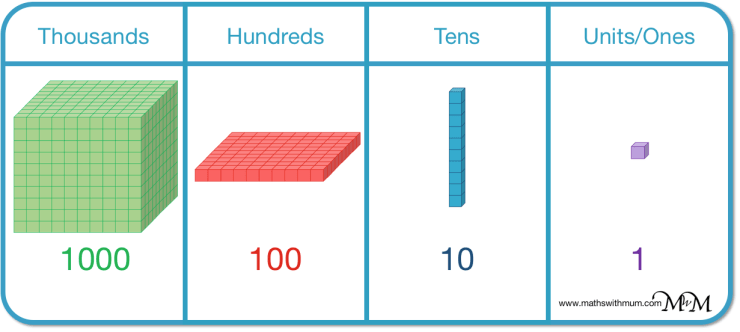 Thousands Hundreds Tens Units/Ones
1000 100 10 1
www.mathswithmum.com MWM